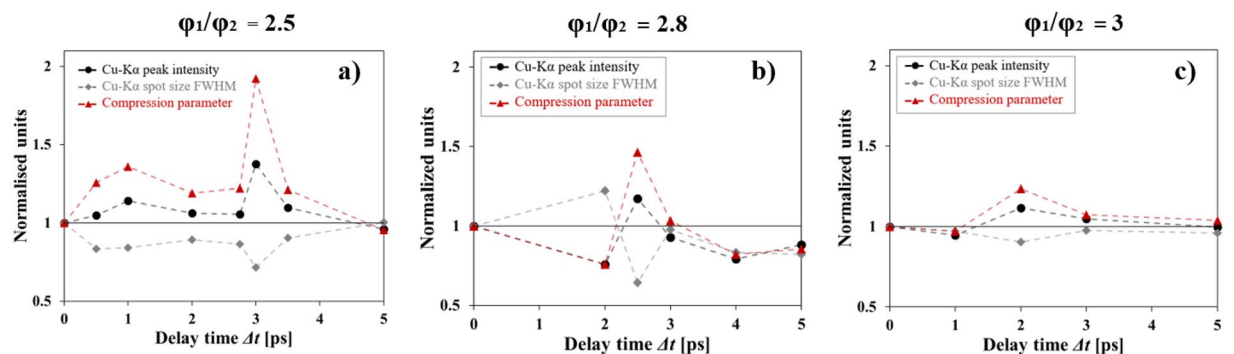 φ₁/φ₂ = 2.5
a)
Cu-Kα peak intensity
Cu-Kα spot size FWHM
Compression parameter
Normalised units
2
1.5
1
0.5
0 1 2 3 4 5
Delay time Δt [ps]
φ₁/φ₂ = 2.8
b)
Cu-Kα peak intensity
Cu-Kα spot size FWHM
Compression parameter
Normalized units
2
1.5
1
0.5
0 1 2 3 4 5
Delay time Δt [ps]
φ₁/φ₂ = 3
c)
Cu-Kα peak intensity
Cu-Kα spot size FWHM
Compression parameter
Normalized units
2
1.5
1
0.5
0 1 2 3 4 5
Delay time Δt [ps]